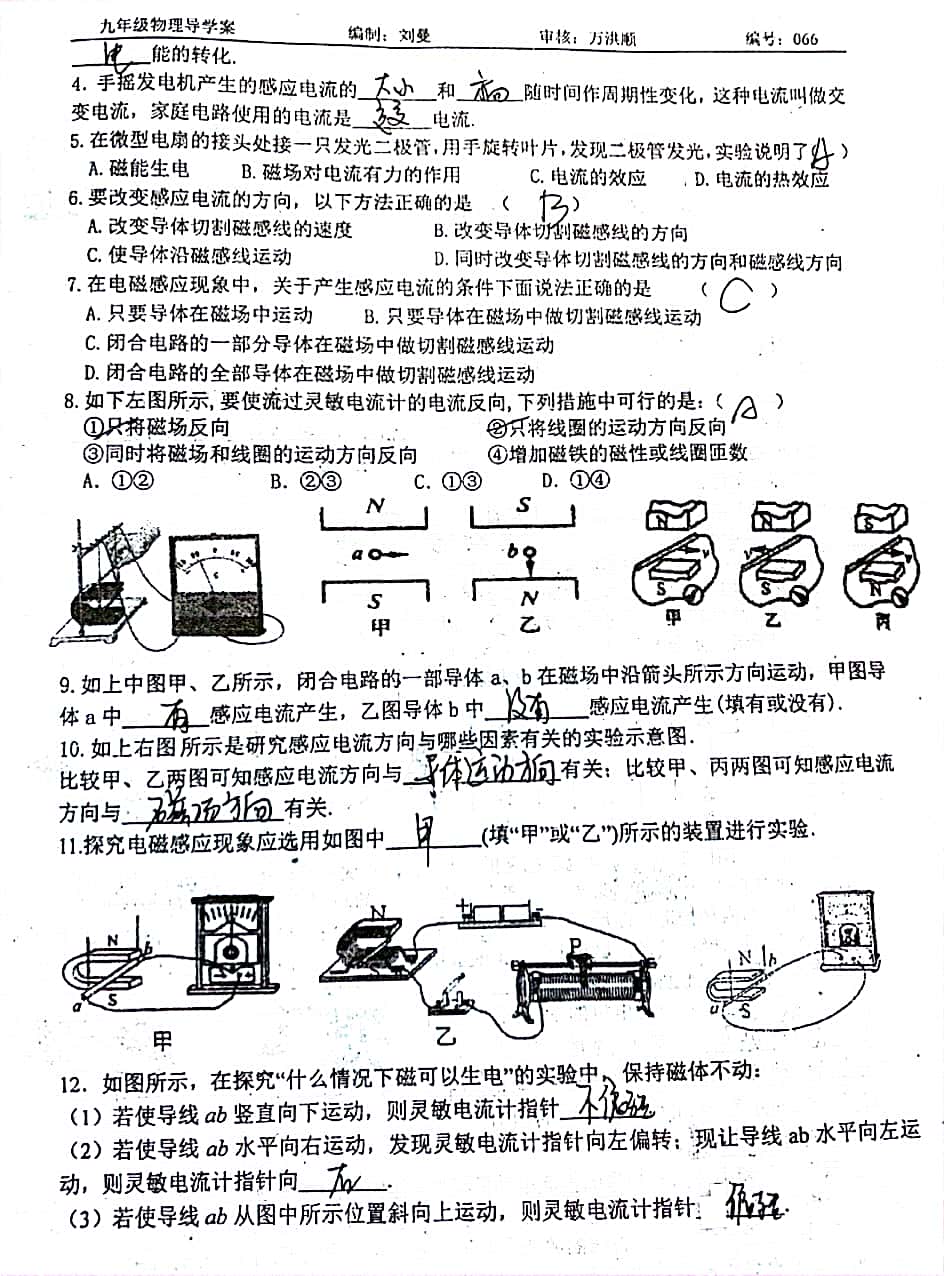 九年级物理导学案 编制：刘曼 审核：万洪顺 编号：066
电 能的转化.
4. 手摇发电机产生的感应电流的 大小 和 方向 随时间作周期性变化，这种电流叫做交
变电流，家庭电路使用的电流是 交变 电流.
5. 在微型电扇的接头处接一只发光二极管,用手旋转叶片,发现二极管发光,实验说明了(A)
A. 磁能生电 B. 磁场对电流有力的作用 C. 电流的效应 D. 电流的热效应
6. 要改变感应电流的方向，以下方法正确的是 （ B ）
A. 改变导体切割磁感线的速度 B. 改变导体切割磁感线的方向
C. 使导体沿磁感线运动 D. 同时改变导体切割磁感线的方向和磁感线方向
7. 在电磁感应现象中，关于产生感应电流的条件下面说法正确的是 （ C ）
A. 只要导体在磁场中运动 B. 只要导体在磁场中做切割磁感线运动
C. 闭合电路的一部分导体在磁场中做切割磁感线运动
D. 闭合电路的全部导体在磁场中做切割磁感线运动
8. 如下左图所示,要使流过灵敏电流计的电流反向,下列措施中可行的是:（ A ）
①只将磁场反向 ②只将线圈的运动方向反向
③同时将磁场和线圈的运动方向反向 ④增加磁铁的磁性或线圈匝数
A. ①② B. ②③ C. ①③ D. ①④
N S N N S
a b v v v
S N S S N
甲 乙 甲 乙 丙
9. 如上中图甲、乙所示，闭合电路的一部导体 a、b 在磁场中沿箭头所示方向运动，甲图导
体 a 中 有 感应电流产生，乙图导体 b 中 没有 感应电流产生(填有或没有).
10. 如上右图所示是研究感应电流方向与哪些因素有关的实验示意图.
比较甲、乙两图可知感应电流方向与 导体运动方向 有关；比较甲、丙两图可知感应电流
方向与 磁场方向 有关.
11.探究电磁感应现象应选用如图中 甲 (填“甲”或“乙”)所示的装置进行实验.
N b a S N + - P N b a S
甲 乙
12. 如图所示，在探究“什么情况下磁可以生电”的实验中，保持磁体不动：
（1）若使导线 ab 竖直向下运动，则灵敏电流计指针 不偏转
（2）若使导线 ab 水平向右运动，发现灵敏电流计指针向左偏转；现让导线 ab 水平向左运
动，则灵敏电流计指针向 右 .
（3）若使导线 ab 从图中所示位置斜向上运动，则灵敏电流计指针 偏转.